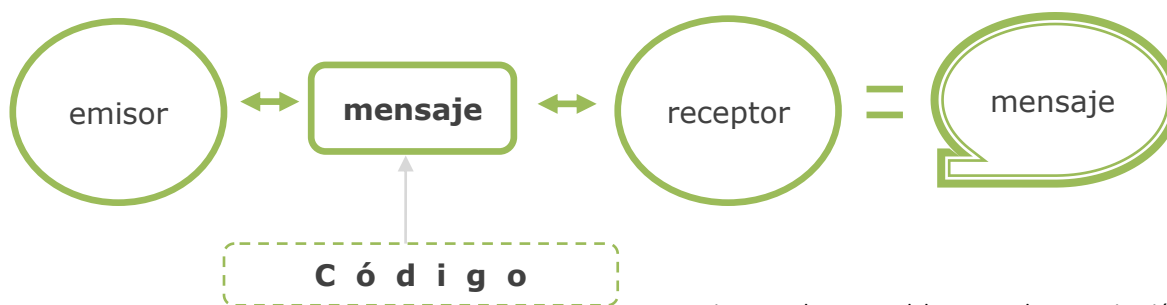 emisor mensaje receptor = mensaje
C ó d i g o